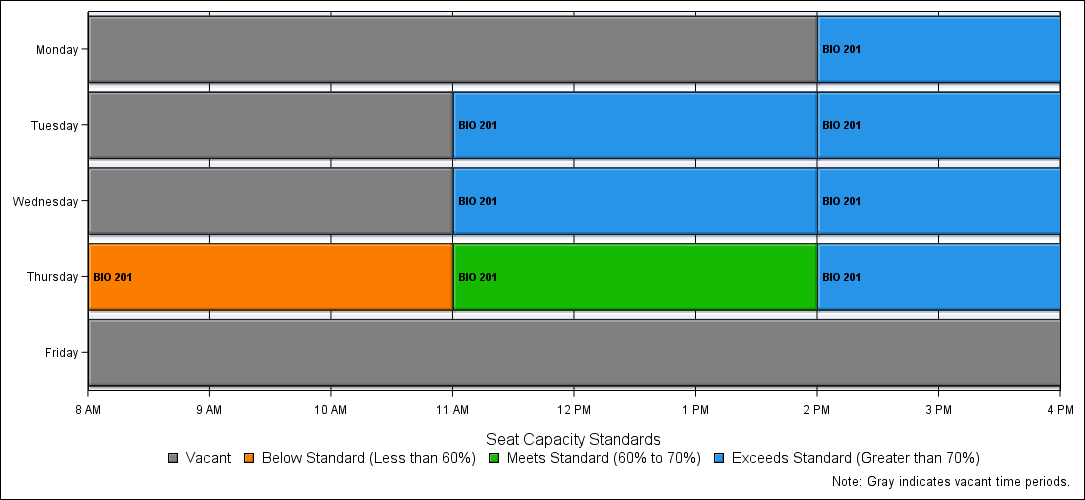 Monday BIO 201
Tuesday BIO 201 BIO 201
Wednesday BIO 201 BIO 201
Thursday BIO 201 BIO 201 BIO 201
Friday
8 AM 9 AM 10 AM 11 AM 12 PM 1 PM 2 PM 3 PM 4 PM
Seat Capacity Standards
Vacant Below Standard (Less than 60%) Meets Standard (60% to 70%) Exceeds Standard (Greater than 70%)
Note: Gray indicates vacant time periods.